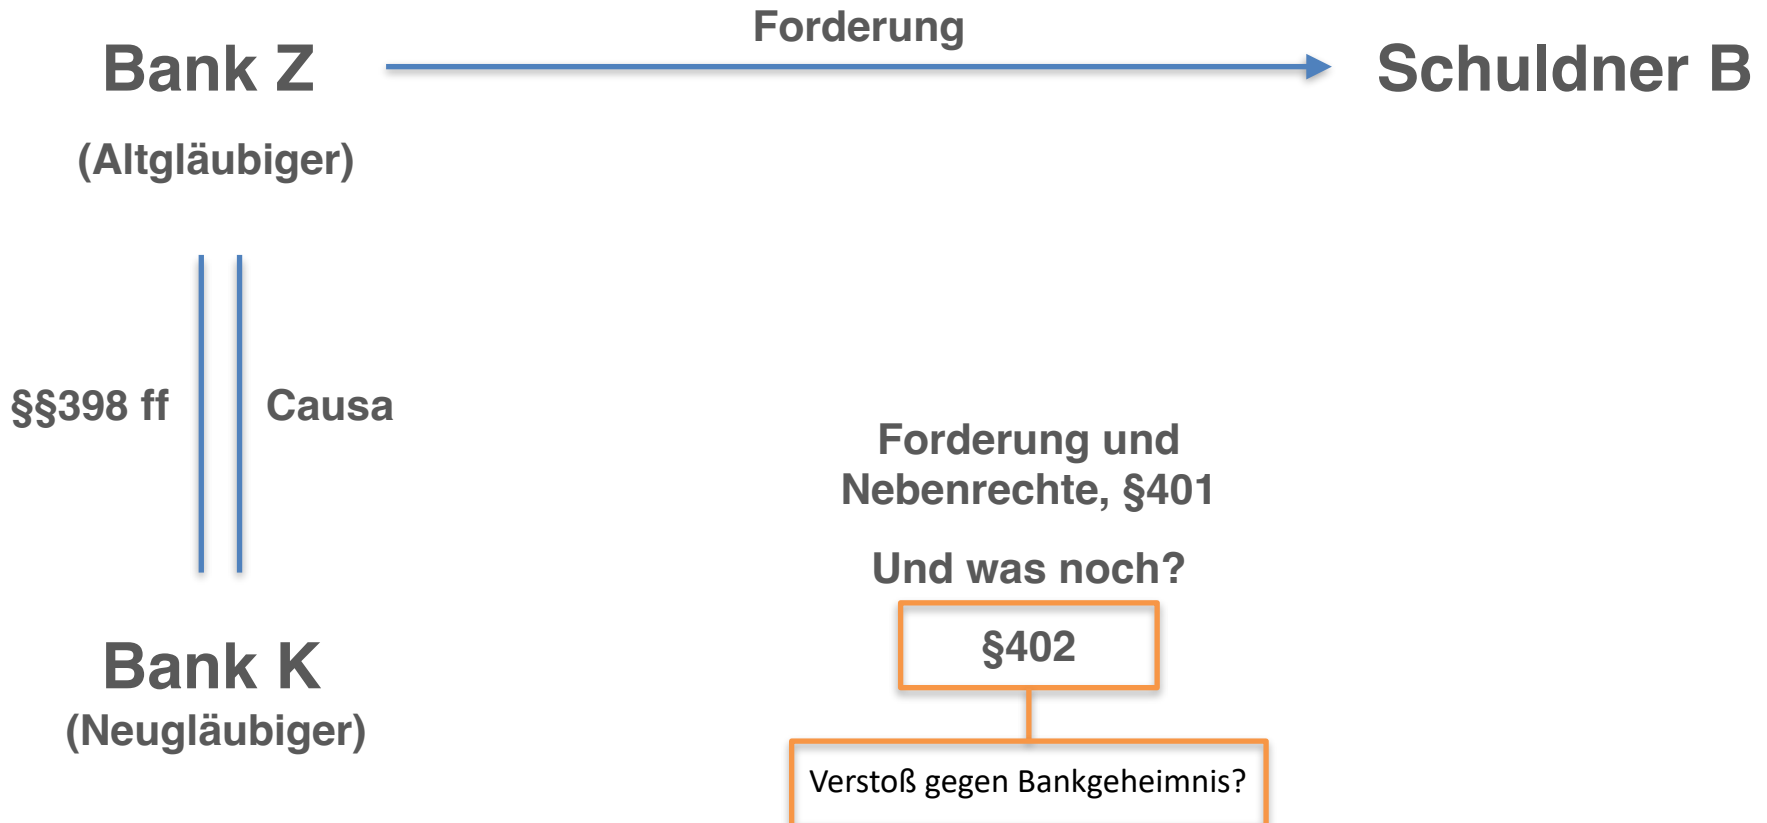 Forderung
Bank Z
Schuldner B
(Altgläubiger)
§§398 ff
Causa
Forderung und
Nebenrechte, §401
Und was noch?
§402
Bank K
(Neugläubiger)
Verstoß gegen Bankgeheimnis?